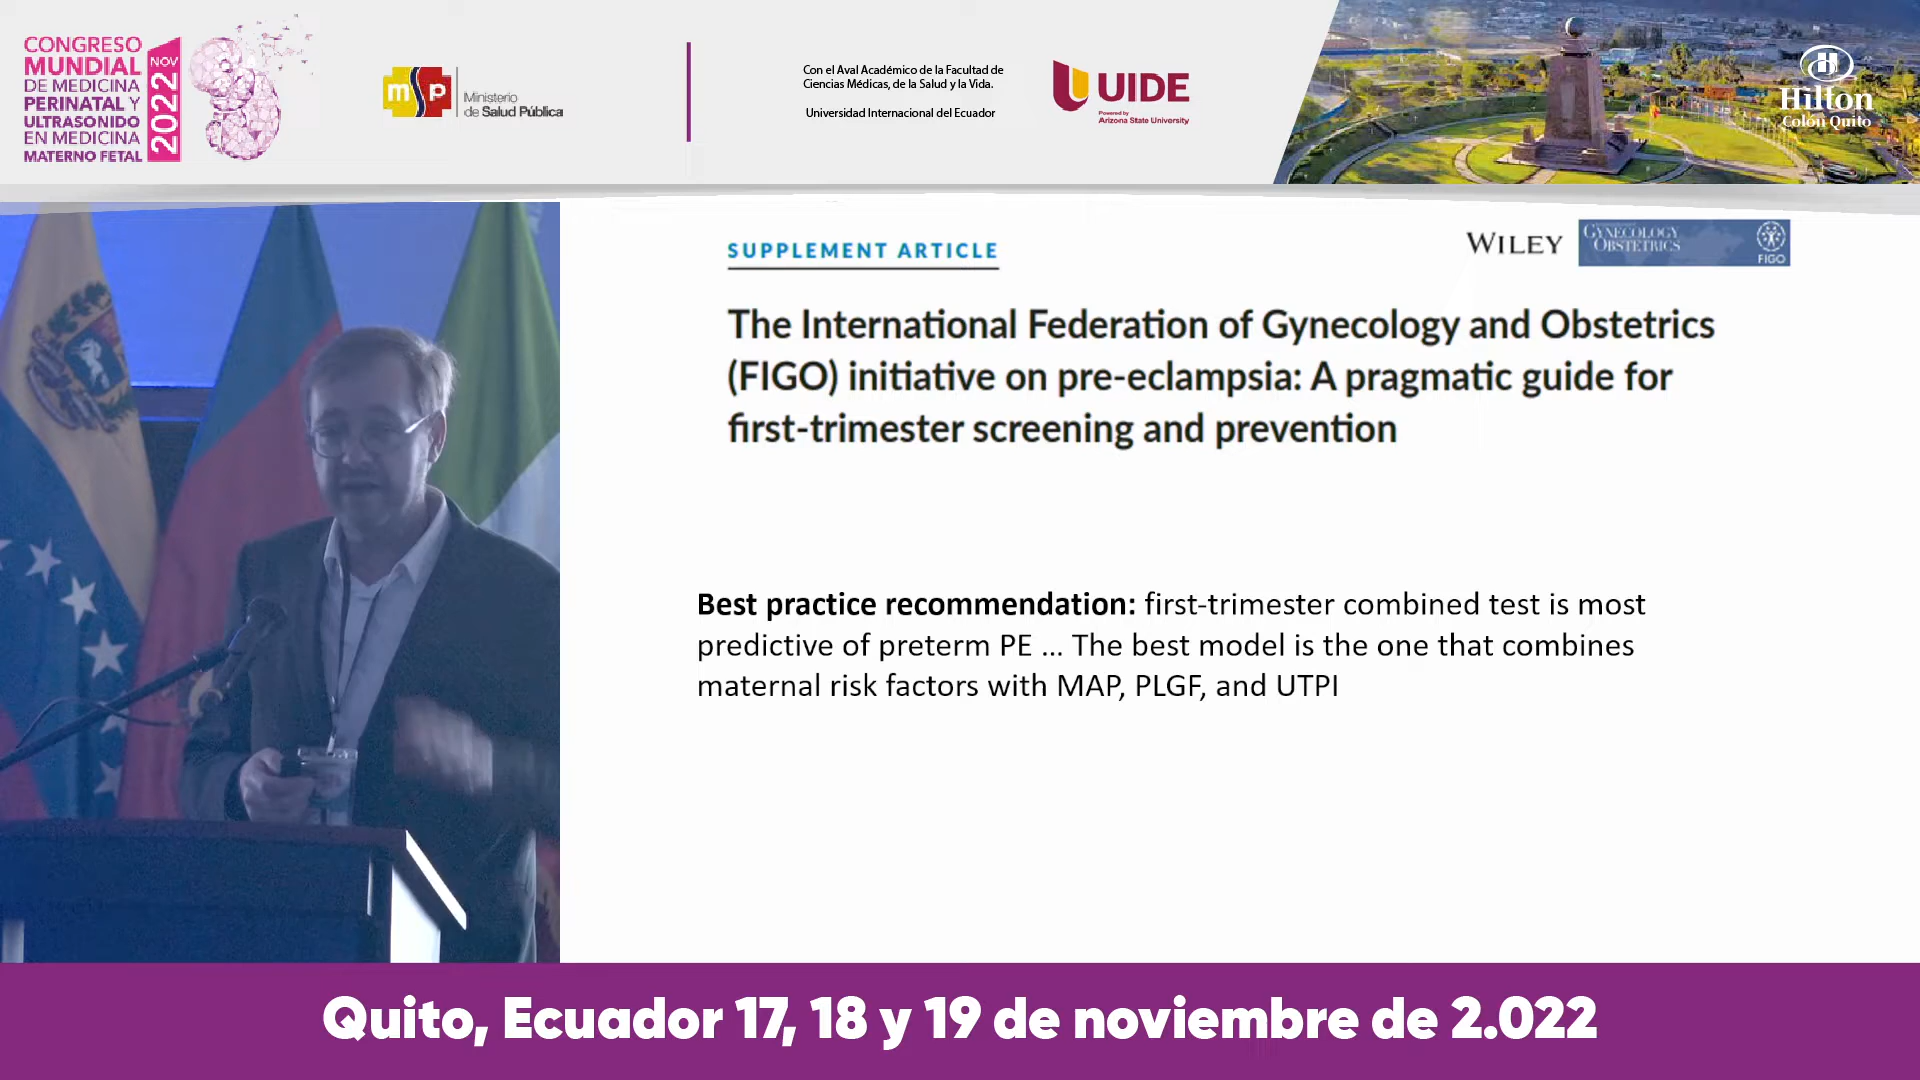 CONGRESO
MUNDIAL
DE MEDICINA
PERINATAL Y
ULTRASONIDO
EN MEDICINA
MATERNO FETAL
NOV
2022
msp
Ministerio
de Salud Pública
Con el Aval Académico de la Facultad de
Ciencias Médicas, de la Salud y la Vida.
Universidad Internacional del Ecuador
UIDE
Powered by
Arizona State University
Hilton
Colón Quito
SUPPLEMENT ARTICLE
WILEY
GYNECOLOGY
OBSTETRICS
FIGO
The International Federation of Gynecology and Obstetrics
(FIGO) initiative on pre-eclampsia: A pragmatic guide for
first-trimester screening and prevention
Best practice recommendation: first-trimester combined test is most
predictive of preterm PE ... The best model is the one that combines
maternal risk factors with MAP, PLGF, and UTPI
Quito, Ecuador 17, 18 y 19 de noviembre de 2.022